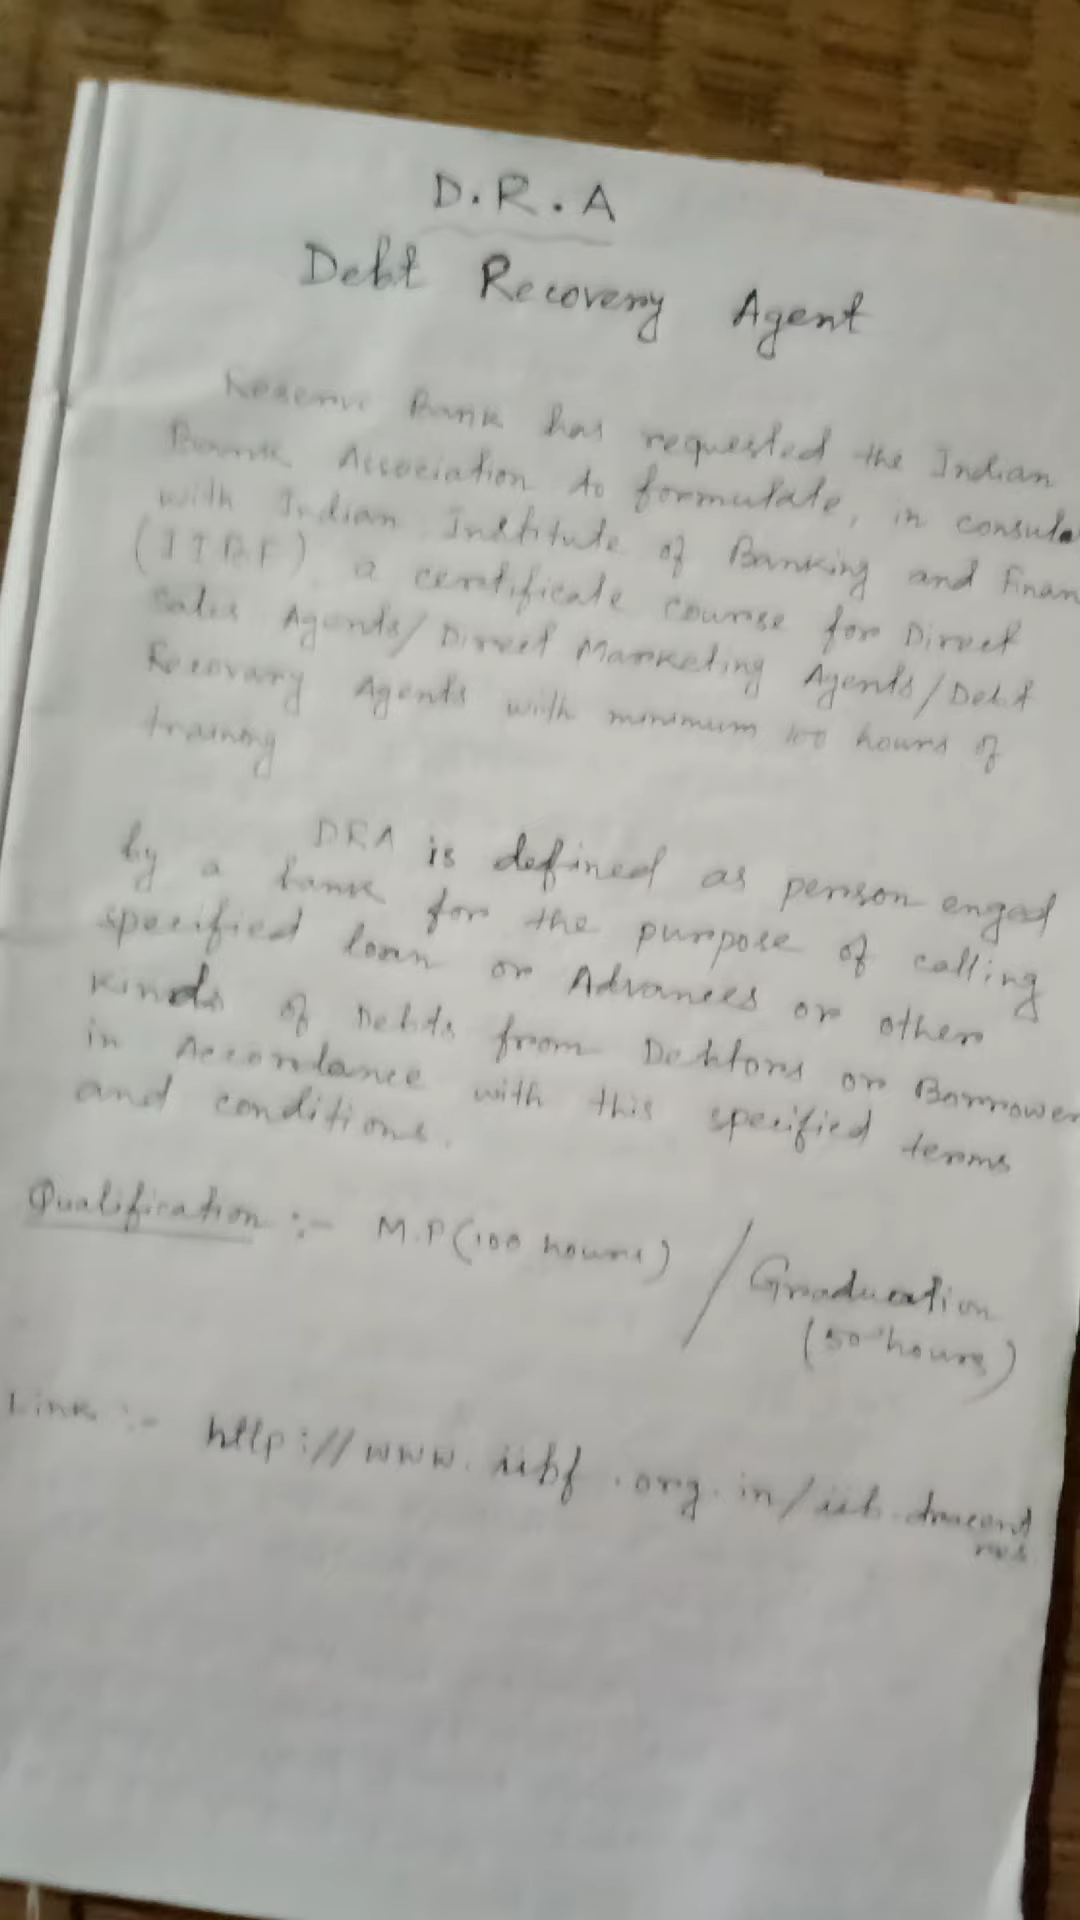 D.R.A
Debt Recovery Agent
Reserve Bank has requested the Indian
Bank Association to formulate, in consula
with Indian Institute of Banking and Finan
(IIBF), a certificate course for Direct
Sales Agents/Direct Marketing Agents/Debt
Recovary Agents with minimum 100 hours of
training
DRA is defined as person engad
by a bank for the purpose of calling
specified loan or Advances or other
kinds of Debts from Debtors or Borrower
in Accordance with this specified terms
and conditions.
Qualification :- M.P(100 hours) / Graduation
(50 hours)
Link :- http://www.iibf.org.in/iib